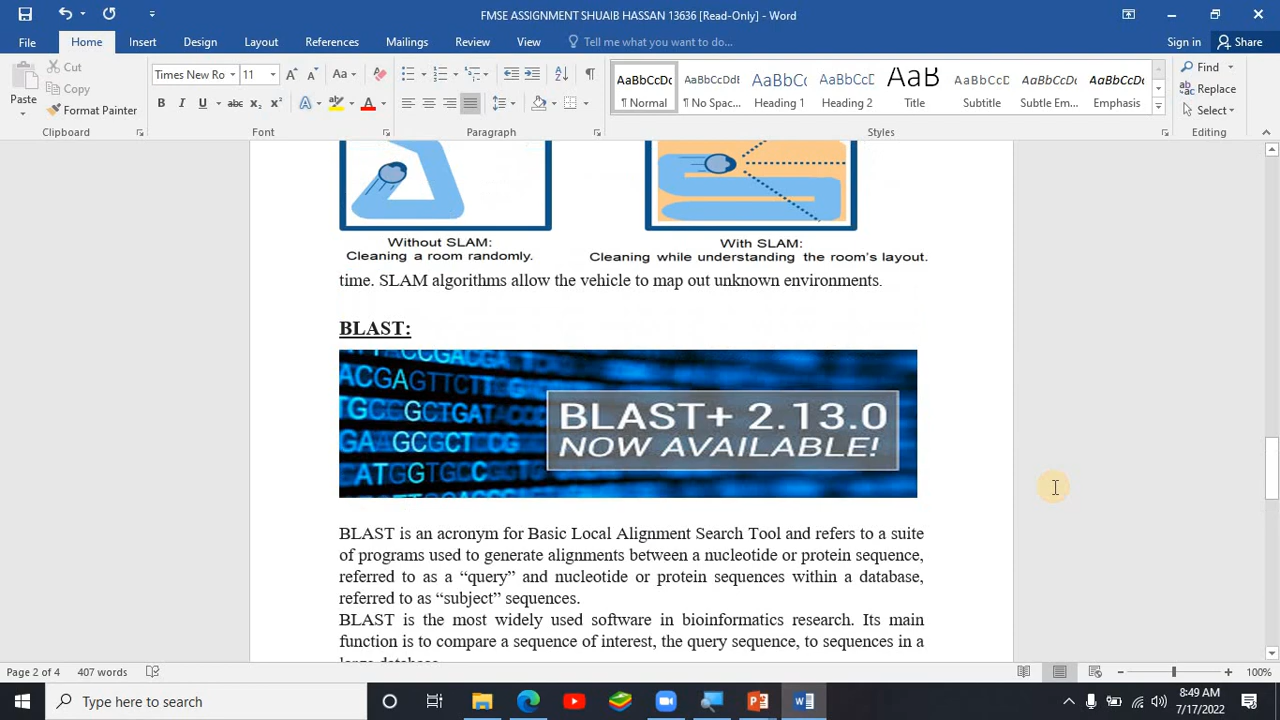 FMSE ASSIGNMENT SHUAIB HASSAN 13636 [Read-Only] - Word
File Home Insert Design Layout References Mailings Review View Tell me what you want to do... Sign in Share
Paste Cut Copy Format Painter
Times New Ro 11 Aa
AaBbCcDc AaBbCcDdE AaBbCc AaBbCcE AaB AaBbCcD AaBbCcDc AaBbCcDc
¶ Normal ¶ No Spac... Heading Heading 2 Title Subtitle Subtle Em... Emphasis
Find Replace Select
Clipboard Font Paragraph Styles Editing
Without SLAM:
Cleaning a room randomly.
With SLAM:
Cleaning while understanding the room's layout.
time. SLAM algorithms allow the vehicle to map out unknown environments.
BLAST:
BLAST+ 2.13.0
NOW AVAILABLE!
BLAST is an acronym for Basic Local Alignment Search Tool and refers to a suite
of programs used to generate alignments between a nucleotide or protein sequence,
referred to as a “query” and nucleotide or protein sequences within a database,
referred to as “subject” sequences.
BLAST is the most widely used software in bioinformatics research. Its main
function is to compare a sequence of interest, the query sequence, to sequences in a
large database.
Page 2 of 4 407 words 100%
Type here to search
8:49 AM
7/17/2022